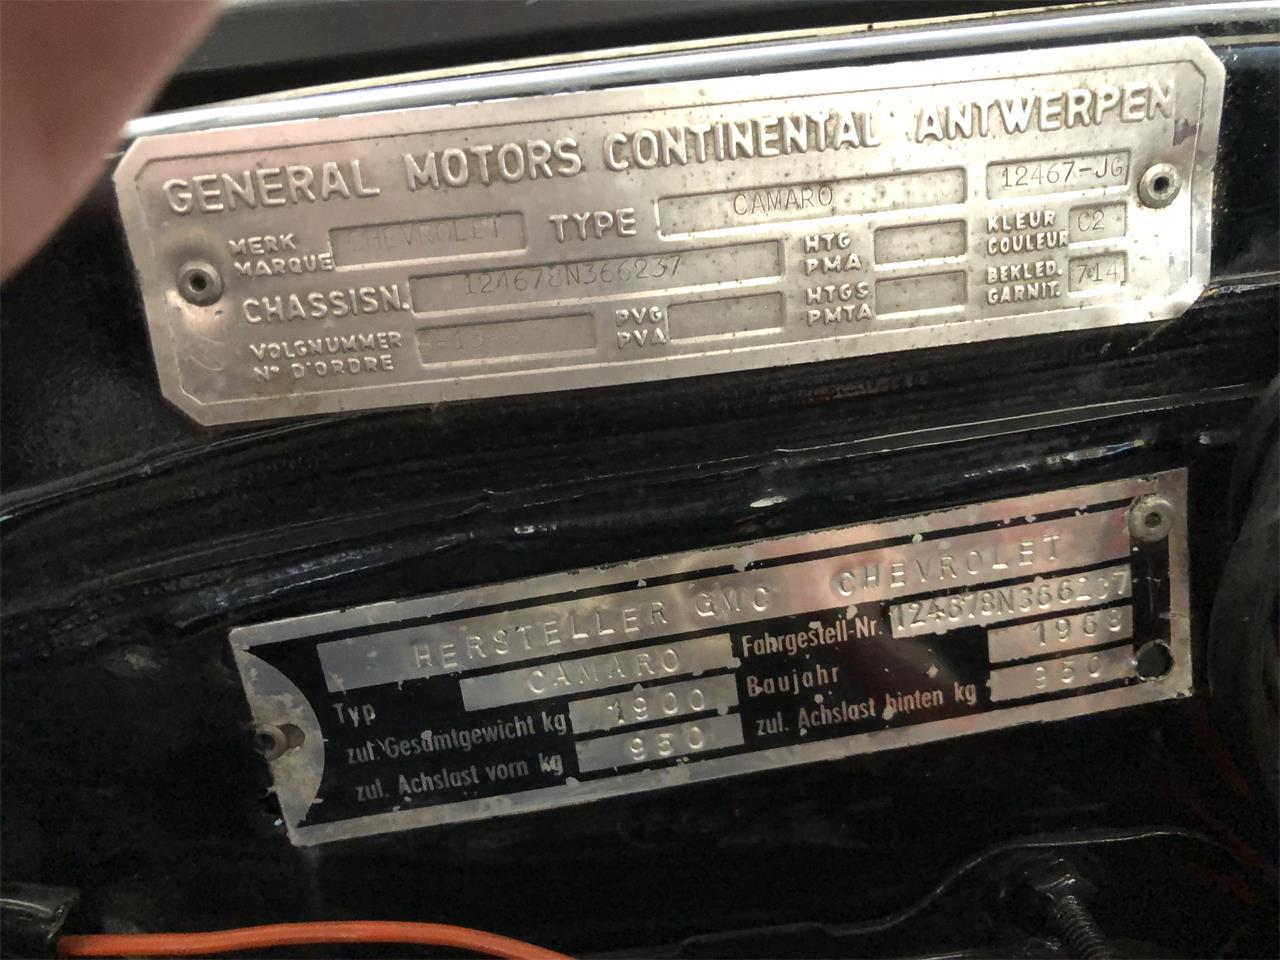 GENERAL MOTORS CONTINENTAL ANTWERPEN
MERK
MARQUE CHEVROLET TYPE CAMARO 12467-JG
CHASSISN. 124678N366237 HTG
PMA KLEUR
COULEUR C2
VOLGNUMMER
N° D'ORDRE PVG
PVA HTGS
PMTA BEKLED.
GARNIT. 714
HERSTELLER GMC CHEVROLET
Typ CAMARO Fahrgestell-Nr. 124678N366237
zul. Gesamtgewicht kg 1900 Baujahr 1968
zul. Achslast vorn kg 950 zul. Achslast hinten kg 950